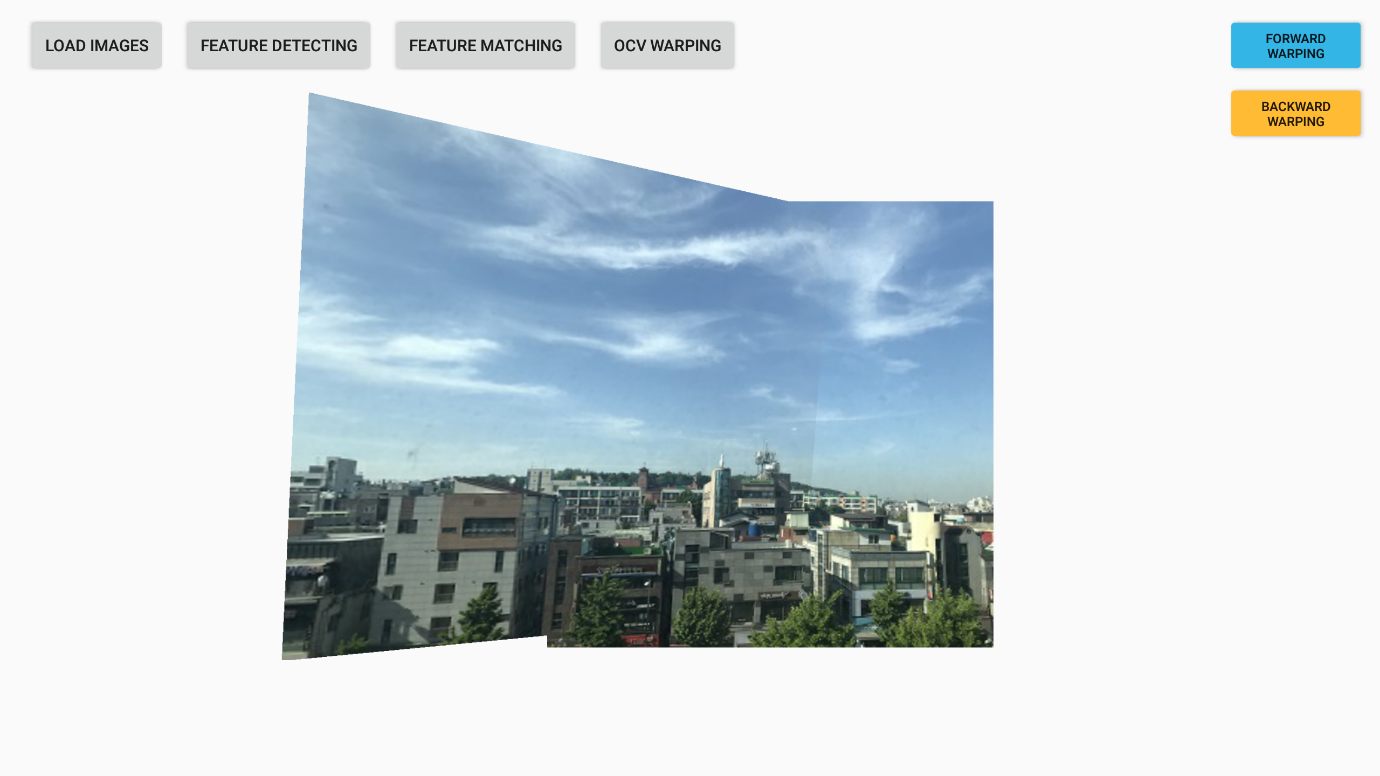 LOAD IMAGES
FEATURE DETECTING
FEATURE MATCHING
OCV WARPING
FORWARD
WARPING
BACKWARD
WARPING